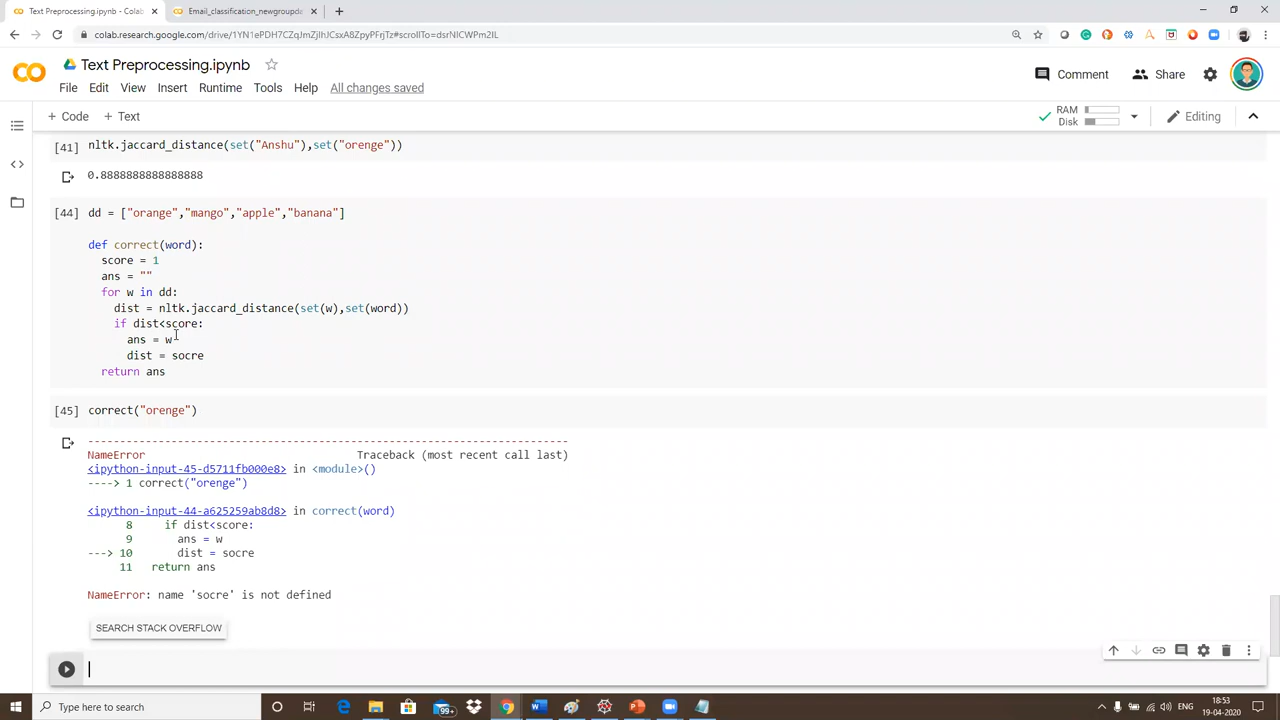 Text Preprocessing.ipynb - Colab
Email_classification_newgroupda
colab.research.google.com/drive/1YN1ePDH7CZqJmZjlhJCsxA8ZpyPFrjTz#scrollTo=dsrNICWPm2IL
Text Preprocessing.ipynb
File Edit View Insert Runtime Tools Help All changes saved
Comment Share
+ Code + Text
RAM
Disk
Editing
[41] nltk.jaccard_distance(set("Anshu"),set("orenge"))
0.8888888888888888
[44] dd = ["orange","mango","apple","banana"]
def correct(word):
score = 1
ans = ""
for w in dd:
dist = nltk.jaccard_distance(set(w),set(word))
if dist<score:
ans = w
dist = socre
return ans
[45] correct("orenge")
---------------------------------------------------------------------------
NameError Traceback (most recent call last)
<ipython-input-45-d5711fb000e8> in <module>()
----> 1 correct("orenge")
<ipython-input-44-a625259ab8d8> in correct(word)
8 if dist<score:
9 ans = w
---> 10 dist = socre
11 return ans
NameError: name 'socre' is not defined
SEARCH STACK OVERFLOW
Type here to search
99+
ENG
18:53
19-04-2020